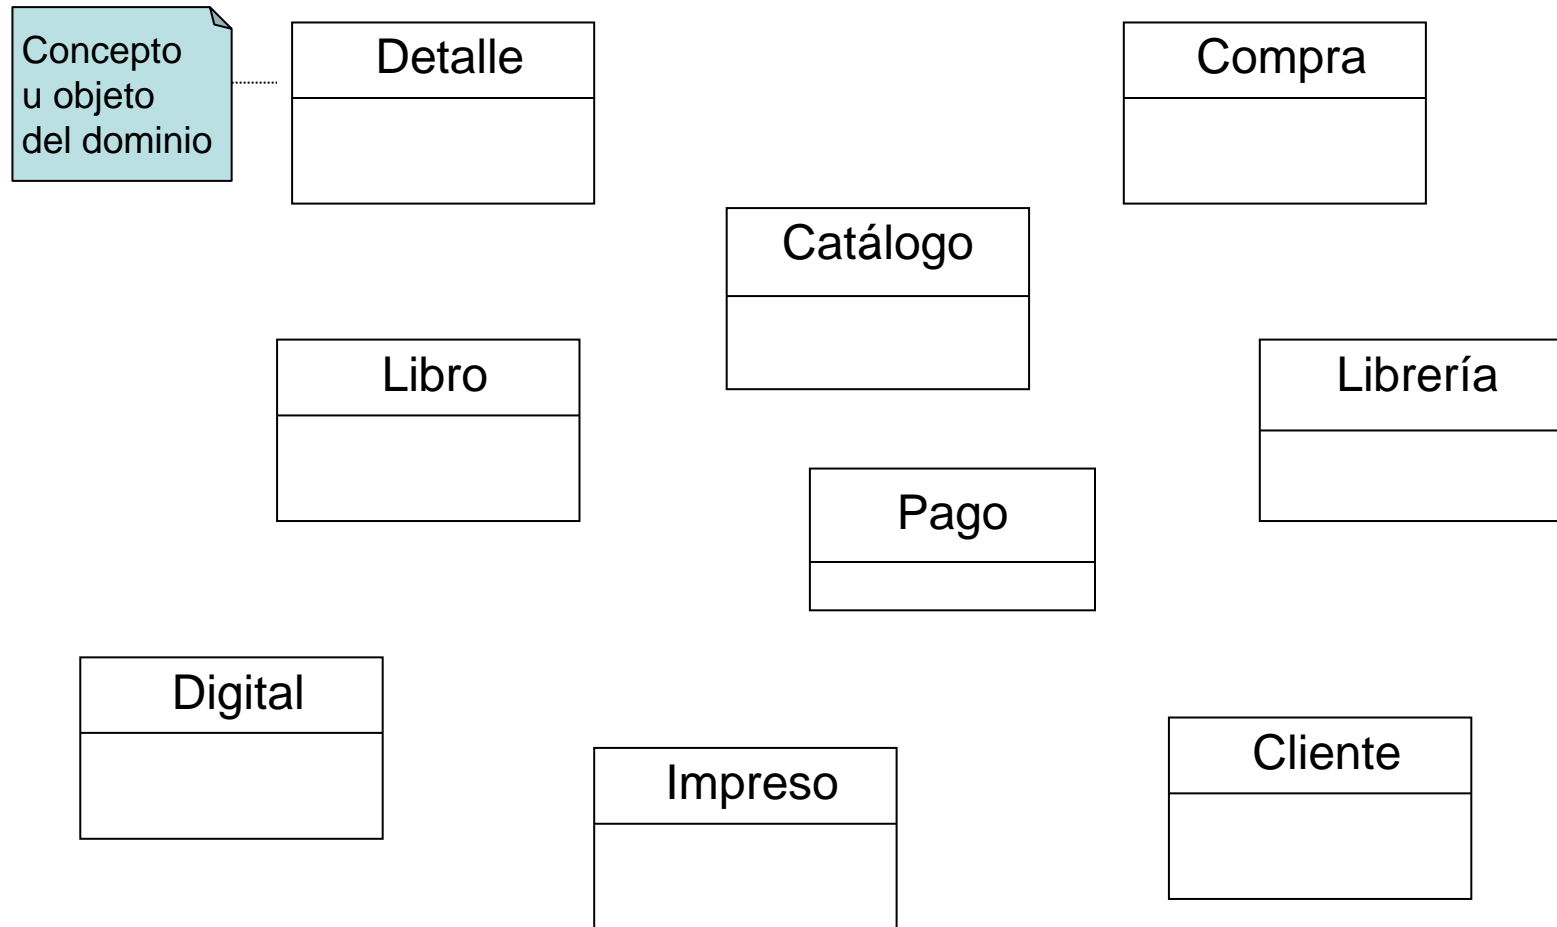 Concepto
u objeto
del dominio
Detalle
Compra
Catálogo
Libro
Librería
Pago
Digital
Impreso
Cliente